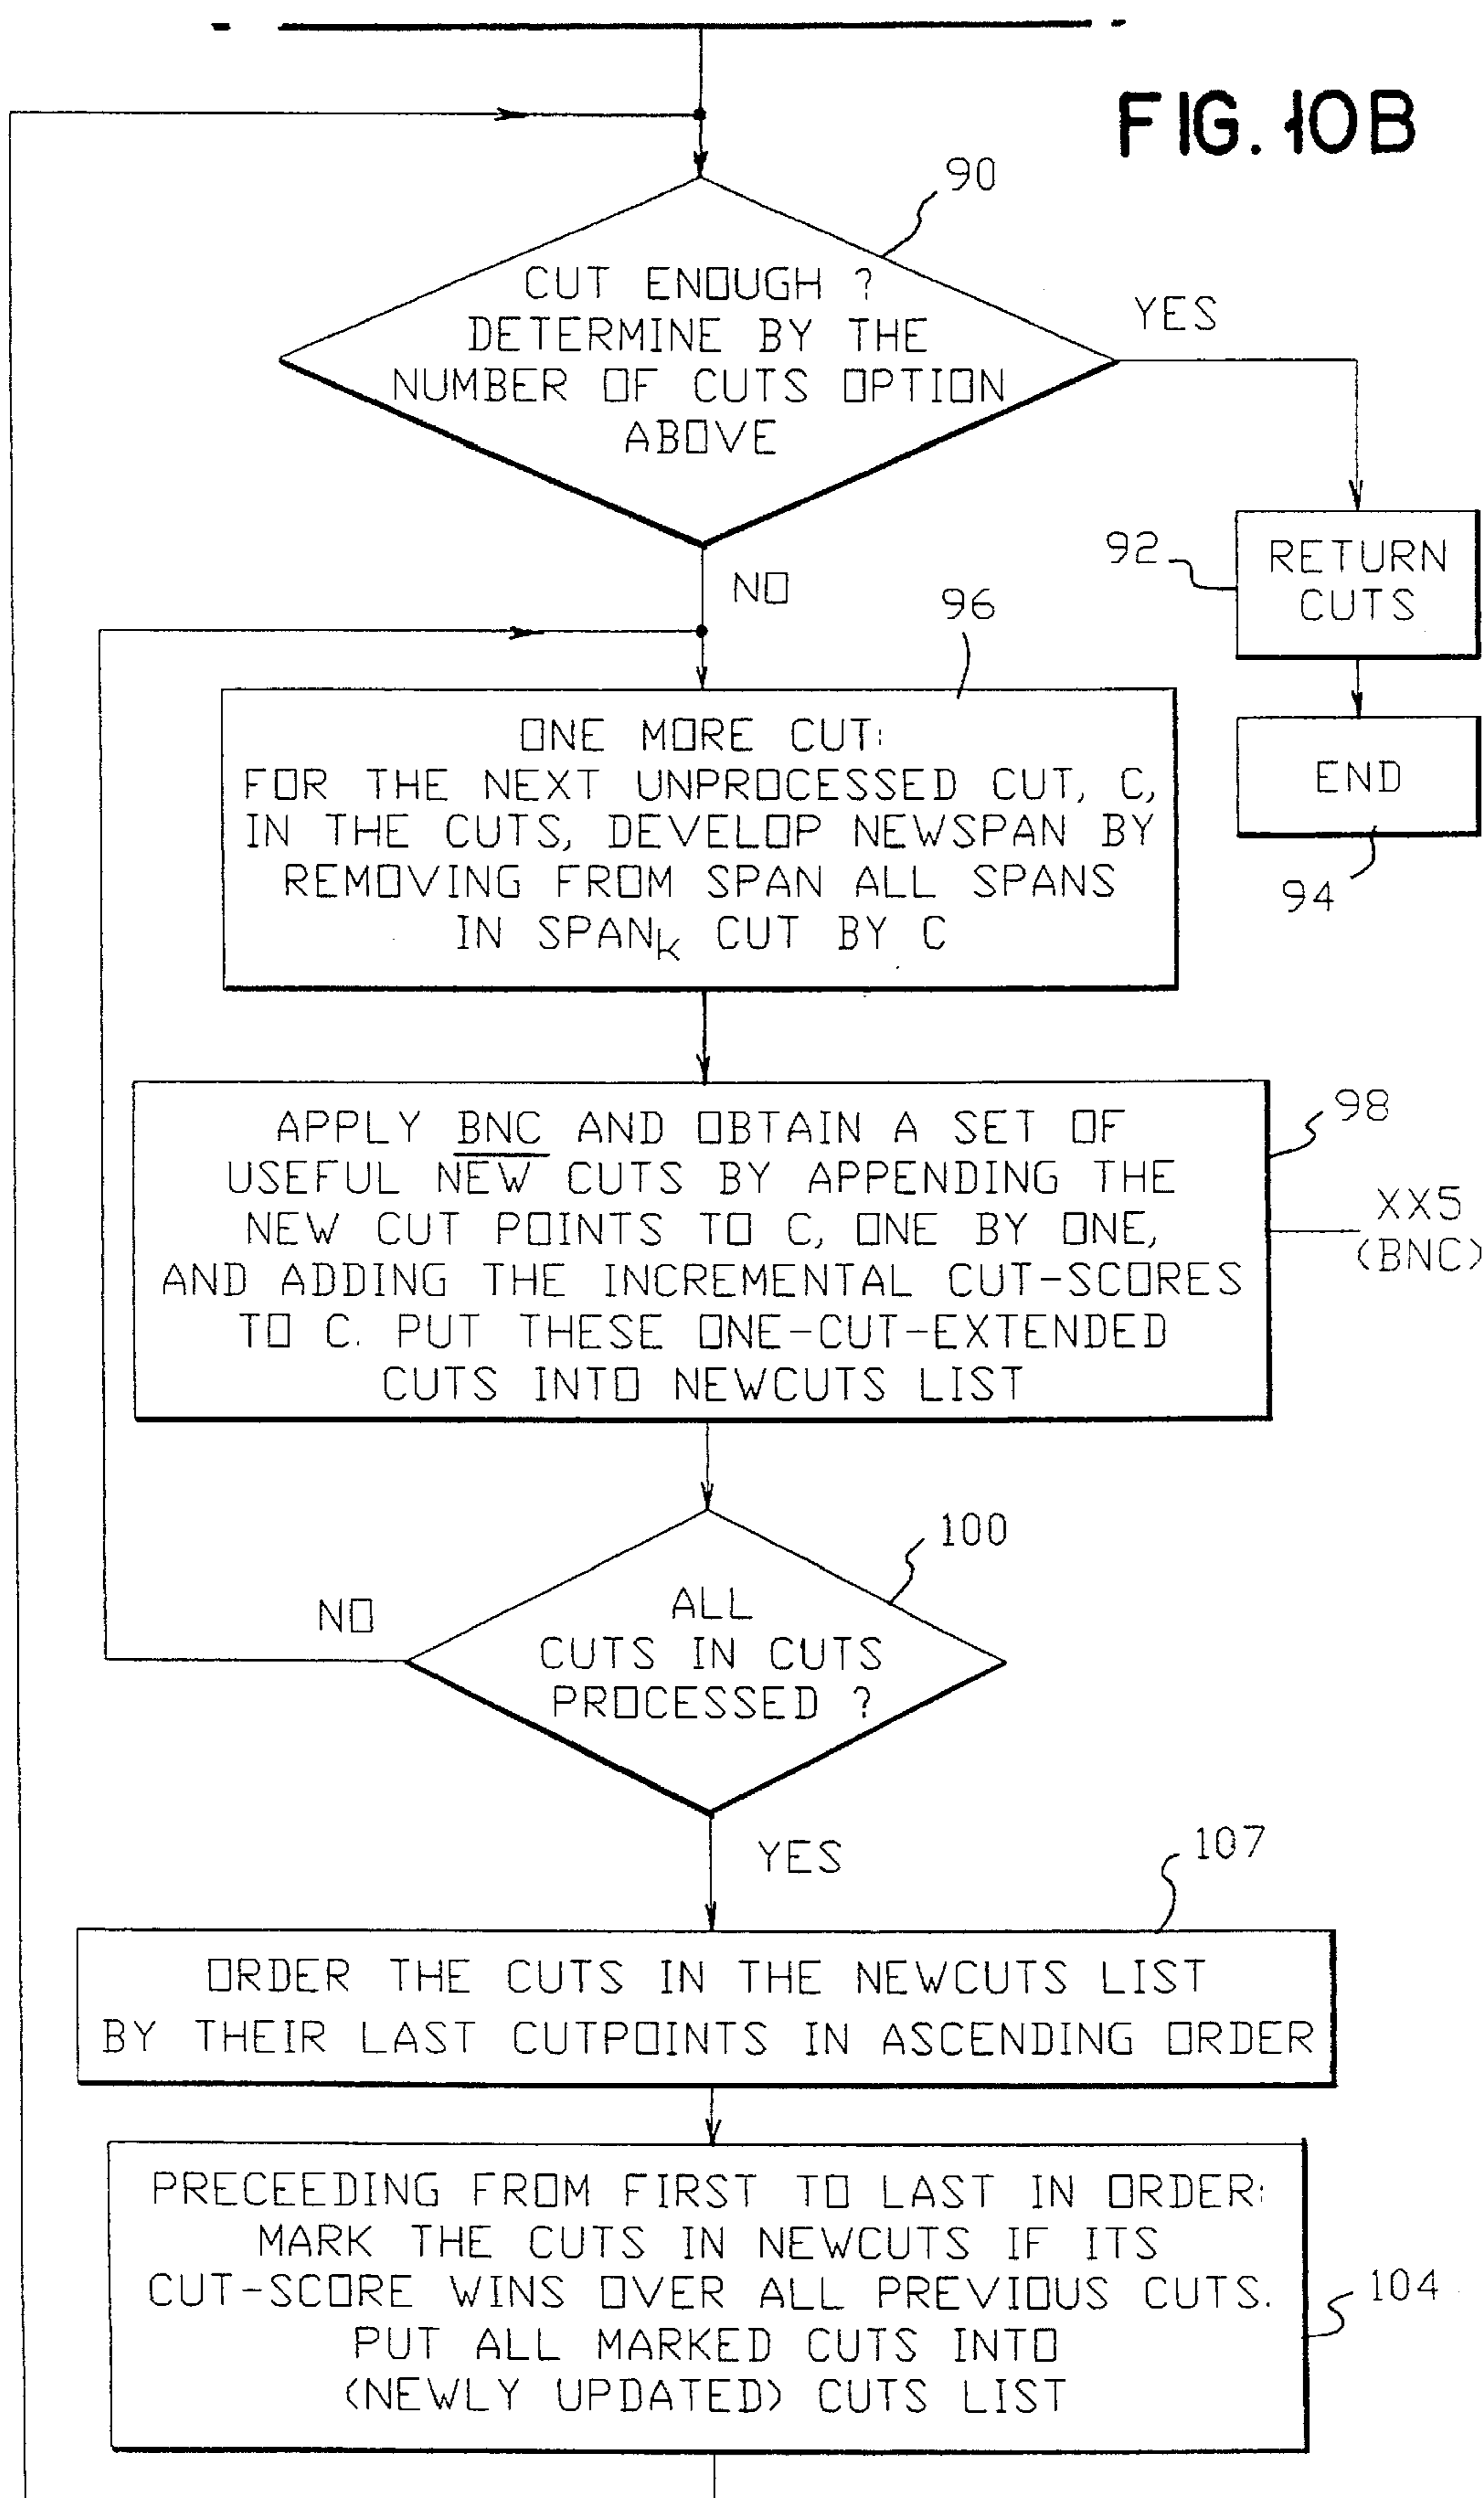 FIG. 10B
90
CUT ENOUGH ?
DETERMINE BY THE
NUMBER OF CUTS OPTION
ABOVE
YES
92
RETURN
CUTS
NO
96
ONE MORE CUT:
FOR THE NEXT UNPROCESSED CUT, C,
IN THE CUTS, DEVELOP NEWSPAN BY
REMOVING FROM SPAN ALL SPANS
IN SPANk CUT BY C
END
94
98
APPLY BNC AND OBTAIN A SET OF
USEFUL NEW CUTS BY APPENDING THE
NEW CUT POINTS TO C, ONE BY ONE,
AND ADDING THE INCREMENTAL CUT-SCORES
TO C. PUT THESE ONE-CUT-EXTENDED
CUTS INTO NEWCUTS LIST
XX5
(BNC)
100
NO
ALL
CUTS IN CUTS
PROCESSED ?
YES
107
ORDER THE CUTS IN THE NEWCUTS LIST
BY THEIR LAST CUTPOINTS IN ASCENDING ORDER
PRECEEDING FROM FIRST TO LAST IN ORDER:
MARK THE CUTS IN NEWCUTS IF ITS
CUT-SCORE WINS OVER ALL PREVIOUS CUTS.
PUT ALL MARKED CUTS INTO
(NEWLY UPDATED) CUTS LIST
104